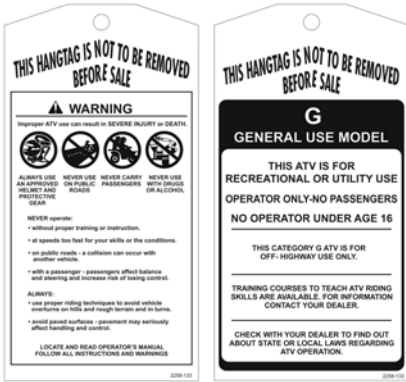 THIS HANGTAG IS NOT TO BE REMOVED
BEFORE SALE
WARNING
Improper ATV use can result in SEVERE INJURY or DEATH.
ALWAYS USE
AN APPROVED
HELMET AND
PROTECTIVE
GEAR
NEVER USE
ON PUBLIC
ROADS
NEVER CARRY
PASSENGERS
NEVER USE
WITH DRUGS
OR ALCOHOL
NEVER operate:
• without proper training or instruction.
• at speeds too fast for your skills or the conditions.
• on public roads - a collision can occur with
another vehicle.
• with a passenger - passengers affect balance
and steering and increase risk of losing control.
ALWAYS:
• use proper riding techniques to avoid vehicle
overturns on hills and rough terrain and in turns.
• avoid paved surfaces - pavement may seriously
affect handling and control.
LOCATE AND READ OPERATOR'S MANUAL
FOLLOW ALL INSTRUCTIONS AND WARNINGS
2258-133
THIS HANGTAG IS NOT TO BE REMOVED
BEFORE SALE
G
GENERAL USE MODEL
THIS ATV IS FOR
RECREATIONAL OR UTILITY USE
OPERATOR ONLY-NO PASSENGERS
NO OPERATOR UNDER AGE 16
THIS CATEGORY G ATV IS FOR
OFF- HIGHWAY USE ONLY.
TRAINING COURSES TO TEACH ATV RIDING
SKILLS ARE AVAILABLE. FOR INFORMATION
CONTACT YOUR DEALER.
CHECK WITH YOUR DEALER TO FIND OUT
ABOUT STATE OR LOCAL LAWS REGARDING
ATV OPERATION.
2258-133